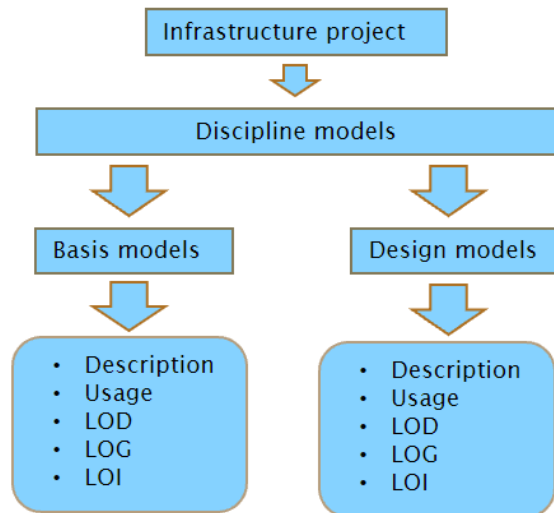 Infrastructure project
Discipline models
Basis models
Design models
• Description
• Usage
• LOD
• LOG
• LOI
• Description
• Usage
• LOD
• LOG
• LOI